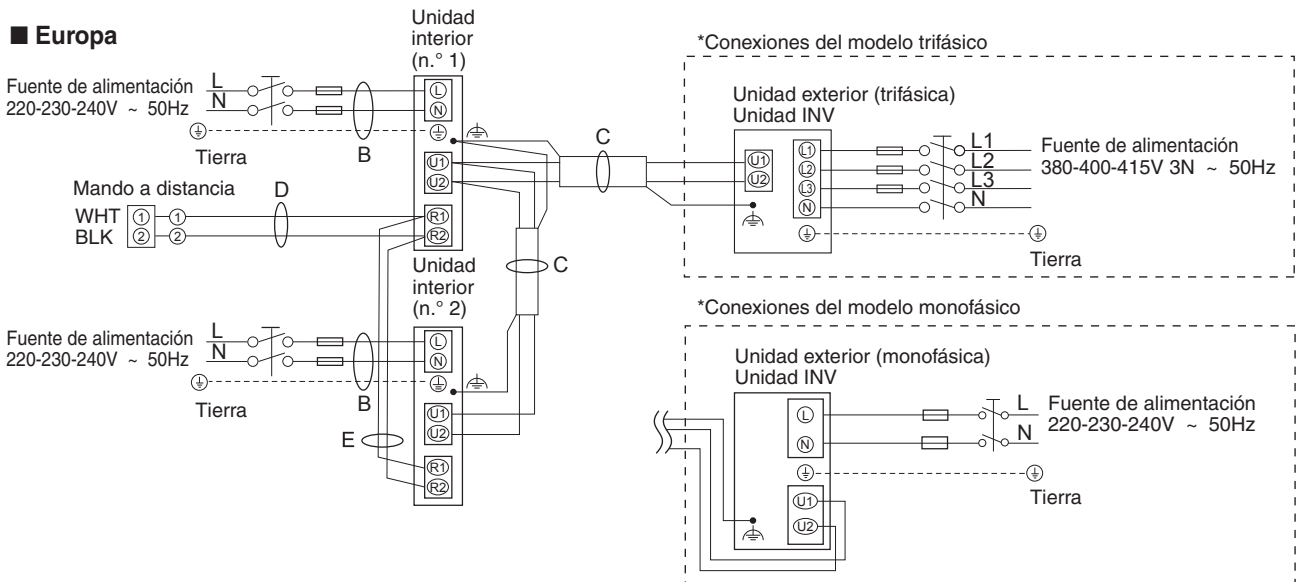 ■ Europa
Unidad
interior
(n.° 1)
Fuente de alimentación
220-230-240V ~ 50Hz
L
N
Tierra
B
L
N
U1
U2
R1
R2
Mando a distancia
WHT 1 1
BLK 2 2
D
C
C
Unidad
interior
(n.° 2)
Fuente de alimentación
220-230-240V ~ 50Hz
L
N
Tierra
B
E
L
N
U1
U2
R1
R2
*Conexiones del modelo trifásico
Unidad exterior (trifásica)
Unidad INV
U1
U2
L1
L2
L3
N
L1
L2
L3
N
Fuente de alimentación
380-400-415V 3N ~ 50Hz
Tierra
*Conexiones del modelo monofásico
Unidad exterior (monofásica)
Unidad INV
L
N
U1
U2
L
N
Fuente de alimentación
220-230-240V ~ 50Hz
Tierra